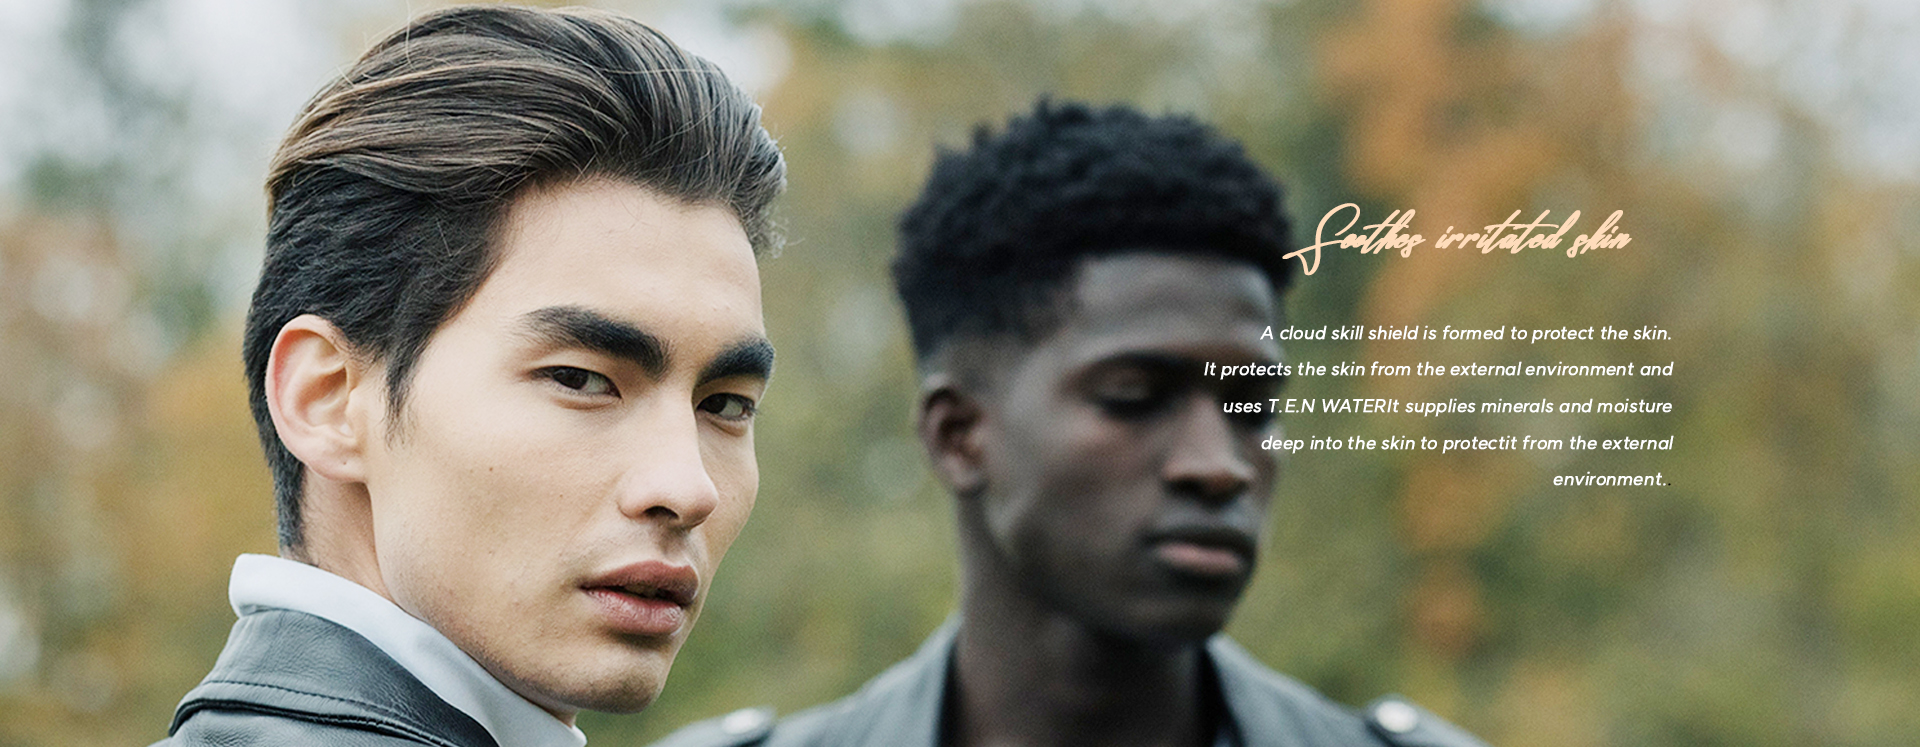 Soothes irritated skin
A cloud skill shield is formed to protect the skin.
It protects the skin from the external environment and
uses T.E.N WATERIt supplies minerals and moisture
deep into the skin to protectit from the external
environment..